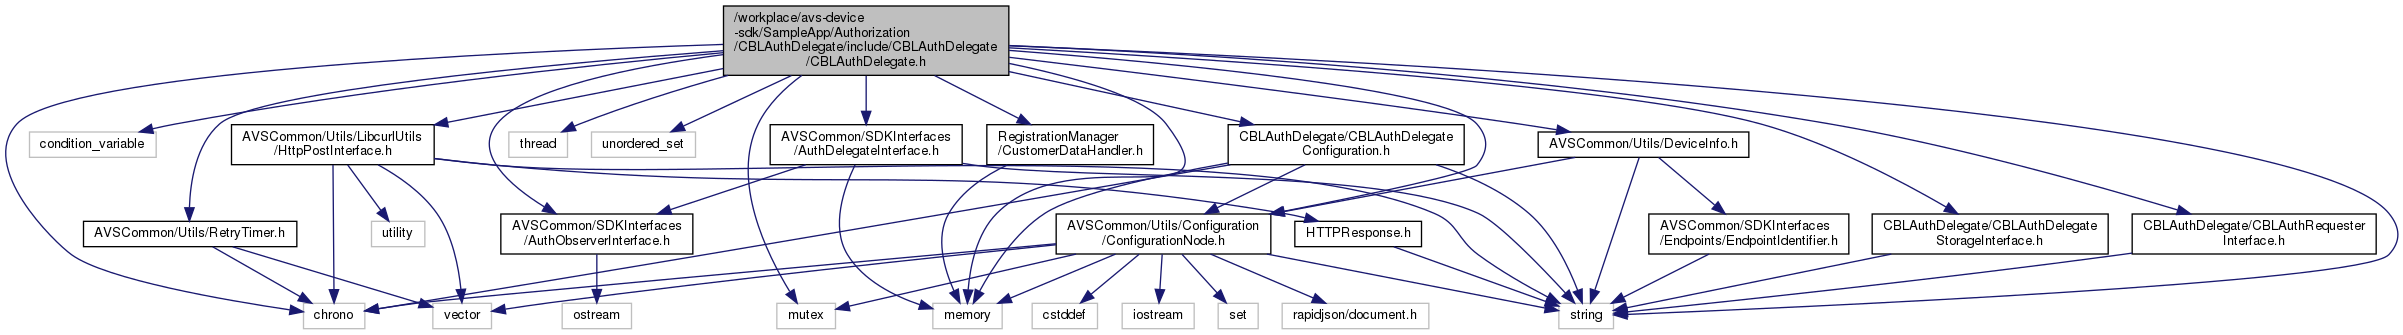 /workplace/avs-device
-sdk/SampleApp/Authorization
/CBLAuthDelegate/include/CBLAuthDelegate
/CBLAuthDelegate.h
condition_variable
AVSCommon/Utils/LibcurlUtils
/HttpPostInterface.h
thread
unordered_set
AVSCommon/SDKInterfaces
/AuthDelegateInterface.h
RegistrationManager
/CustomerDataHandler.h
CBLAuthDelegate/CBLAuthDelegate
Configuration.h
AVSCommon/Utils/DeviceInfo.h
AVSCommon/Utils/RetryTimer.h
utility
AVSCommon/SDKInterfaces
/AuthObserverInterface.h
AVSCommon/Utils/Configuration
/ConfigurationNode.h
HTTPResponse.h
AVSCommon/SDKInterfaces
/Endpoints/EndpointIdentifier.h
CBLAuthDelegate/CBLAuthDelegate
StorageInterface.h
CBLAuthDelegate/CBLAuthRequester
Interface.h
chrono
vector
ostream
mutex
memory
cstddef
iostream
set
rapidjson/document.h
string